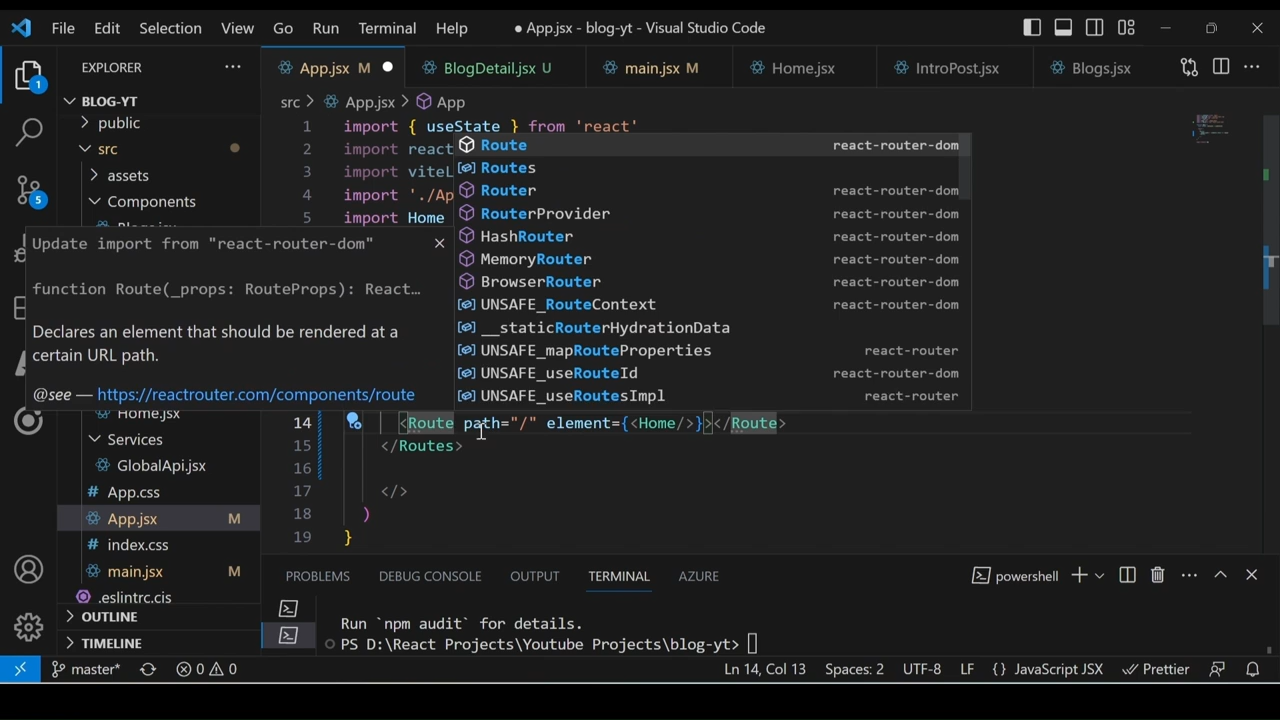 File Edit Selection View Go Run Terminal Help ● App.jsx - blog-yt - Visual Studio Code
EXPLORER
App.jsx M
BlogDetail.jsx U
main.jsx M
Home.jsx
IntroPost.jsx
Blogs.jsx
1
5
BLOG-YT
public
src
assets
Components
src > App.jsx > App
1 import { useState } from 'react'
2 import react
3 import viteL
4 import './Ap
5 import Home
Route react-router-dom
Routes
Router react-router-dom
RouterProvider react-router-dom
HashRouter react-router-dom
MemoryRouter react-router-dom
BrowserRouter react-router-dom
UNSAFE_RouteContext react-router-dom
__staticRouterHydrationData
UNSAFE_mapRouteProperties react-router
UNSAFE_useRouteId react-router-dom
UNSAFE_useRoutesImpl react-router
Update import from "react-router-dom"
function Route(_props: RouteProps): React…
Declares an element that should be rendered at a
certain URL path.
@see — https://reactrouter.com/components/route
Home.jsx
Services
GlobalApi.jsx
App.css
App.jsx M
index.css
main.jsx M
.eslintrc.cjs
OUTLINE
TIMELINE
14 <Route path="/" element={<Home/>}></Route>
15 </Routes>
16
17 </>
18 )
19 }
PROBLEMS DEBUG CONSOLE OUTPUT TERMINAL AZURE powershell
Run `npm audit` for details.
PS D:\React Projects\Youtube Projects\blog-yt>
master* 0 0 Ln 14, Col 13 Spaces: 2 UTF-8 LF {} JavaScript JSX Prettier